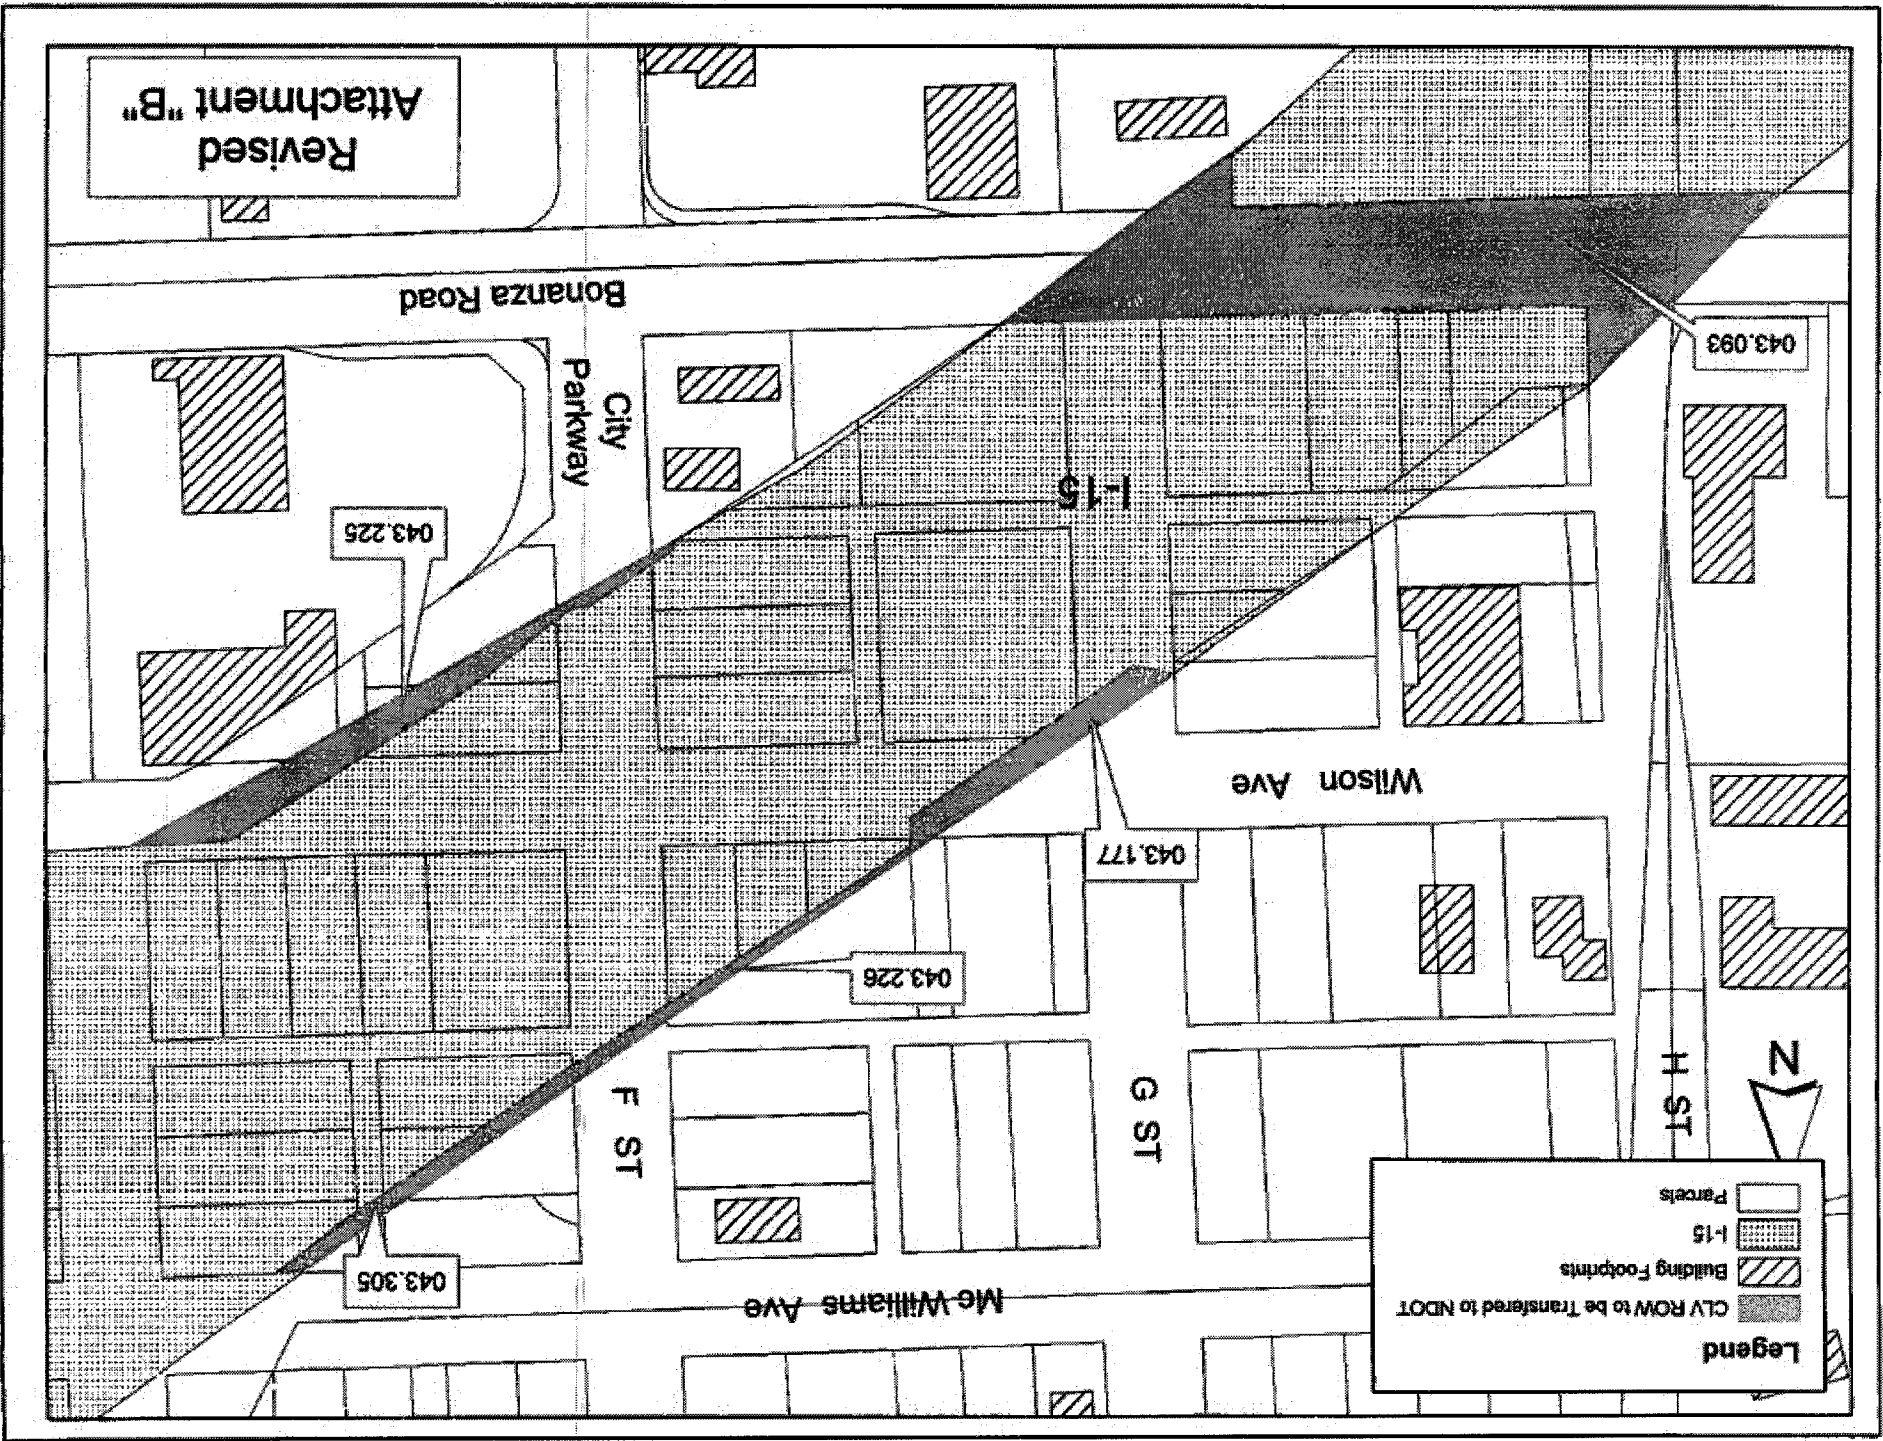 Legend
CLV ROW to be Transferred to NDOT
Building Footprints
I-15
Parcels
Mc Williams Ave
043.305
N
H ST
G ST
F ST
043.226
043.177
Wilson Ave
043.225
I-15
City
Parkway
043.093
Bonanza Road
Revised
Attachment "B"